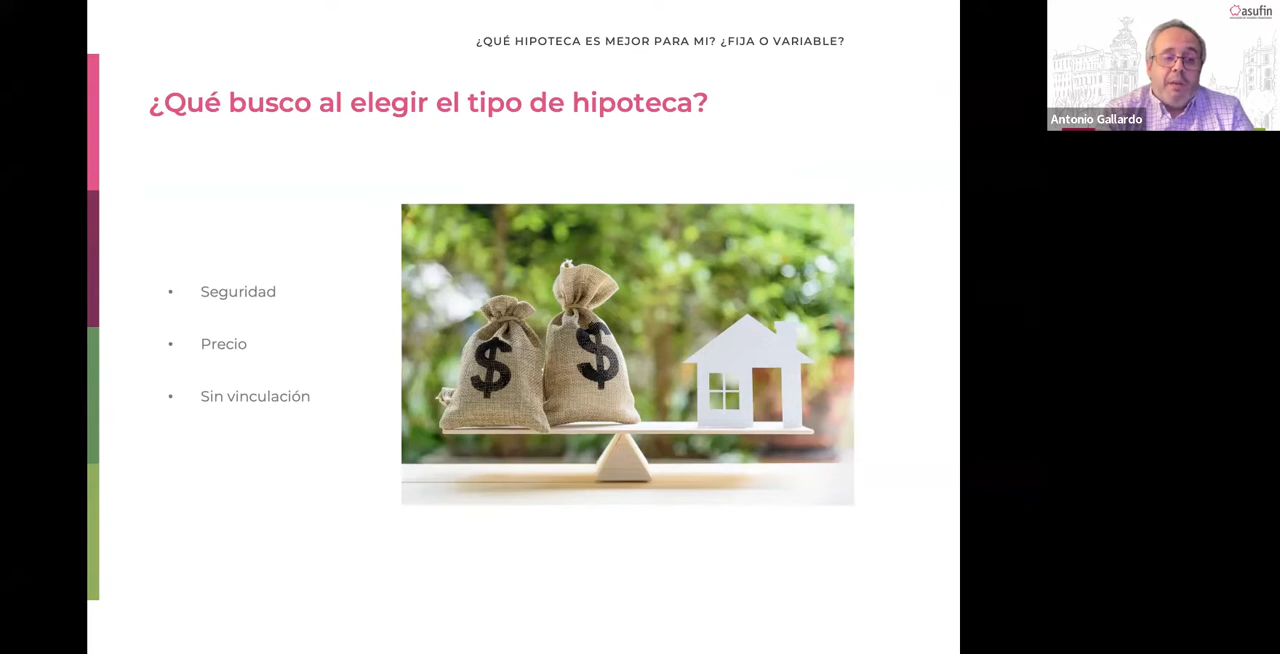 ¿QUÉ HIPOTECA ES MEJOR PARA MI? ¿FIJA O VARIABLE?
¿Qué busco al elegir el tipo de hipoteca?
• Seguridad
• Precio
• Sin vinculación
$ $
asufin
Antonio Gallardo